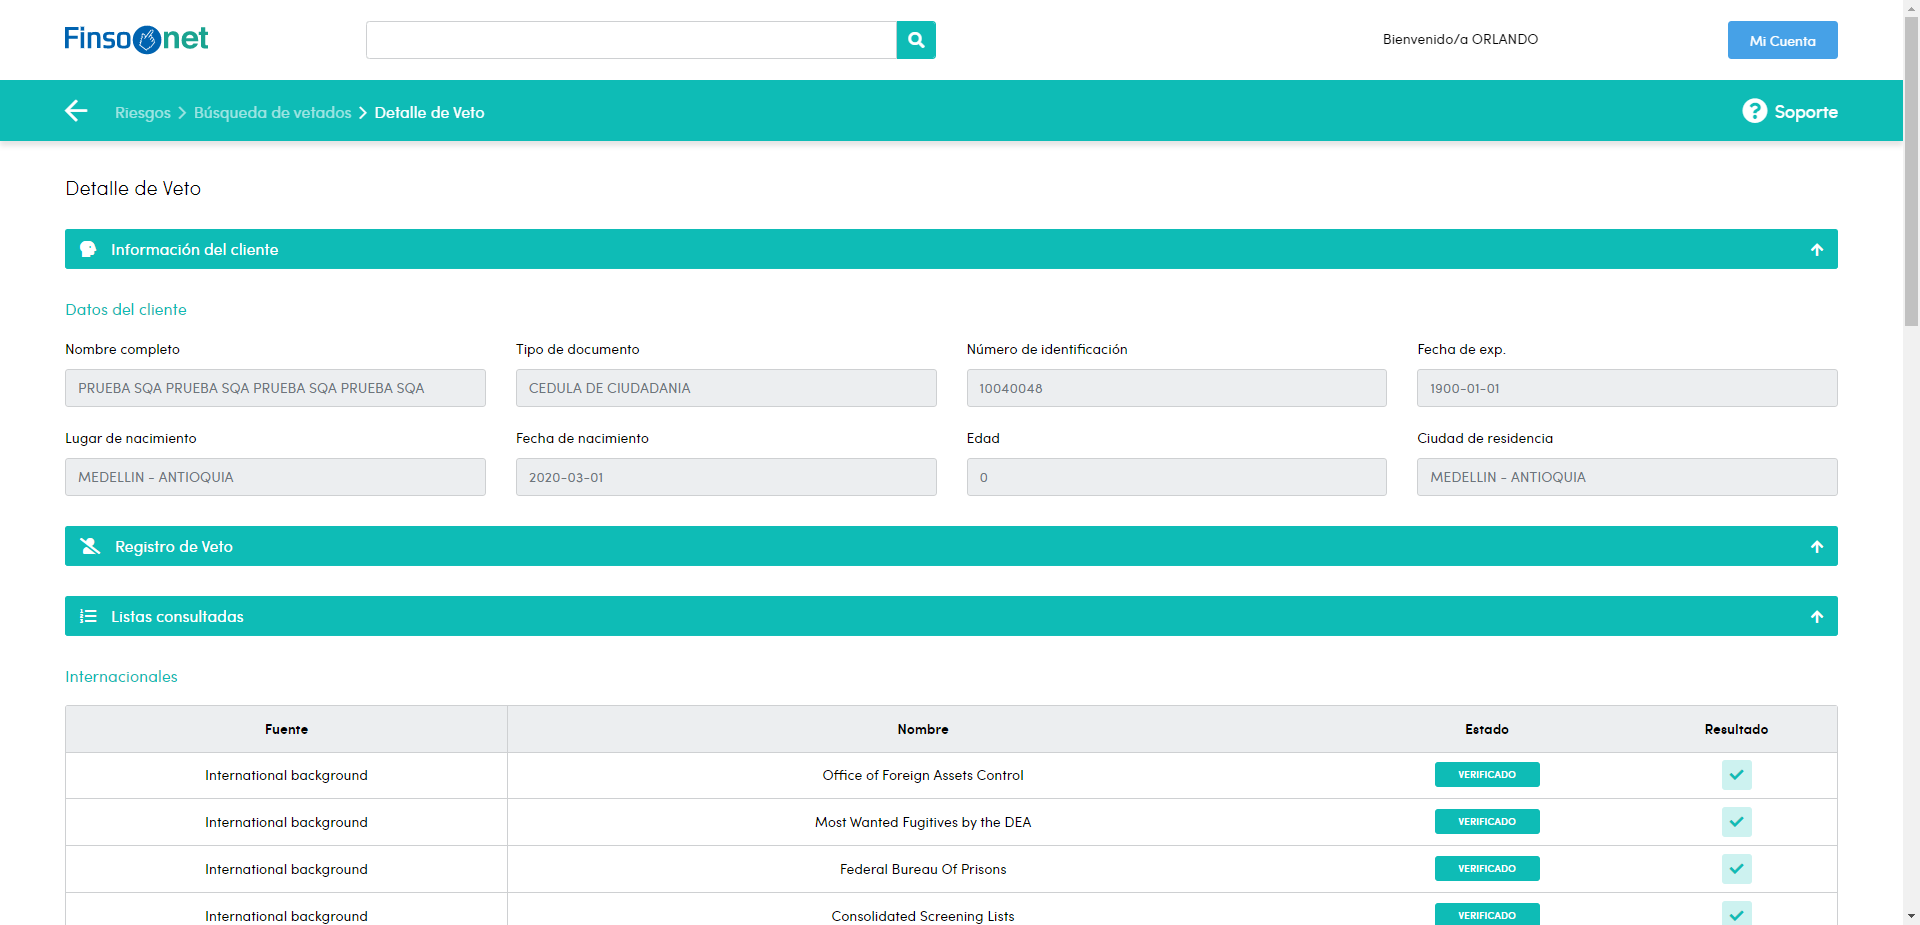 Finsonet
Bienvenido/a ORLANDO
Mi Cuenta
Riesgos > Búsqueda de vetados > Detalle de Veto
Soporte
Detalle de Veto
Información del cliente
Datos del cliente
Nombre completo Tipo de documento Número de identificación Fecha de exp.
PRUEBA SQA PRUEBA SQA PRUEBA SQA PRUEBA SQA CEDULA DE CIUDADANIA 10040048 1900-01-01
Lugar de nacimiento Fecha de nacimiento Edad Ciudad de residencia
MEDELLIN - ANTIOQUIA 2020-03-01 0 MEDELLIN - ANTIOQUIA
Registro de Veto
Listas consultadas
Internacionales
Fuente Nombre Estado Resultado
International background Office of Foreign Assets Control VERIFICADO
International background Most Wanted Fugitives by the DEA VERIFICADO
International background Federal Bureau Of Prisons VERIFICADO
International background Consolidated Screening Lists VERIFICADO